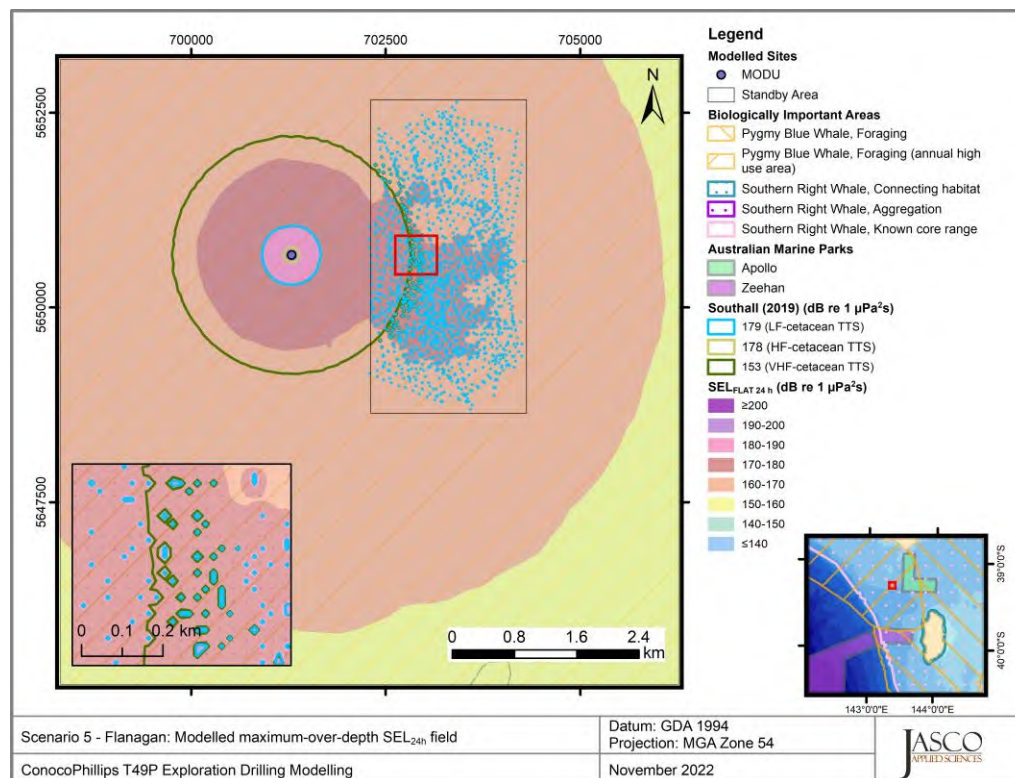 700000
702500
705000
5652500
5650000
5647500
N
0 0.1 0.2 km
0 0.8 1.6 2.4
km
Legend
Modelled Sites
MODU
Standby Area
Biologically Important Areas
Pygmy Blue Whale, Foraging
Pygmy Blue Whale, Foraging (annual high
use area)
Southern Right Whale, Connecting habitat
Southern Right Whale, Aggregation
Southern Right Whale, Known core range
Australian Marine Parks
Apollo
Zeehan
Southall (2019) (dB re 1 µPa²s)
179 (LF-cetacean TTS)
178 (HF-cetacean TTS)
153 (VHF-cetacean TTS)
SELFLAT 24 h (dB re 1 µPa²s)
≥200
190-200
180-190
170-180
160-170
150-160
140-150
≤140
39°0'0"S
40°0'0"S
143°0'0"E 144°0'0"E
Scenario 5 - Flanagan: Modelled maximum-over-depth SEL24h field
ConocoPhillips T49P Exploration Drilling Modelling
Datum: GDA 1994
Projection: MGA Zone 54
November 2022
JASCO
APPLIED SCIENCES